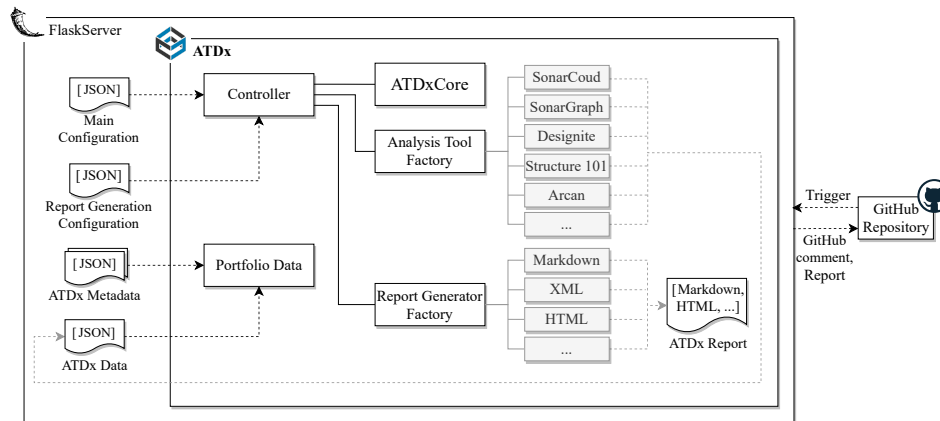 FlaskServer
ATDx
[JSON]
Main
Configuration
[JSON]
Report Generation
Configuration
[JSON]
ATDx Metadata
[JSON]
ATDx Data
Controller
Portfolio Data
ATDxCore
Analysis Tool
Factory
Report Generator
Factory
SonarCoud
SonarGraph
Designite
Structure 101
Arcan
...
Markdown
XML
HTML
...
[Markdown,
HTML, ...]
ATDx Report
Trigger
GitHub
comment,
Report
GitHub
Repository